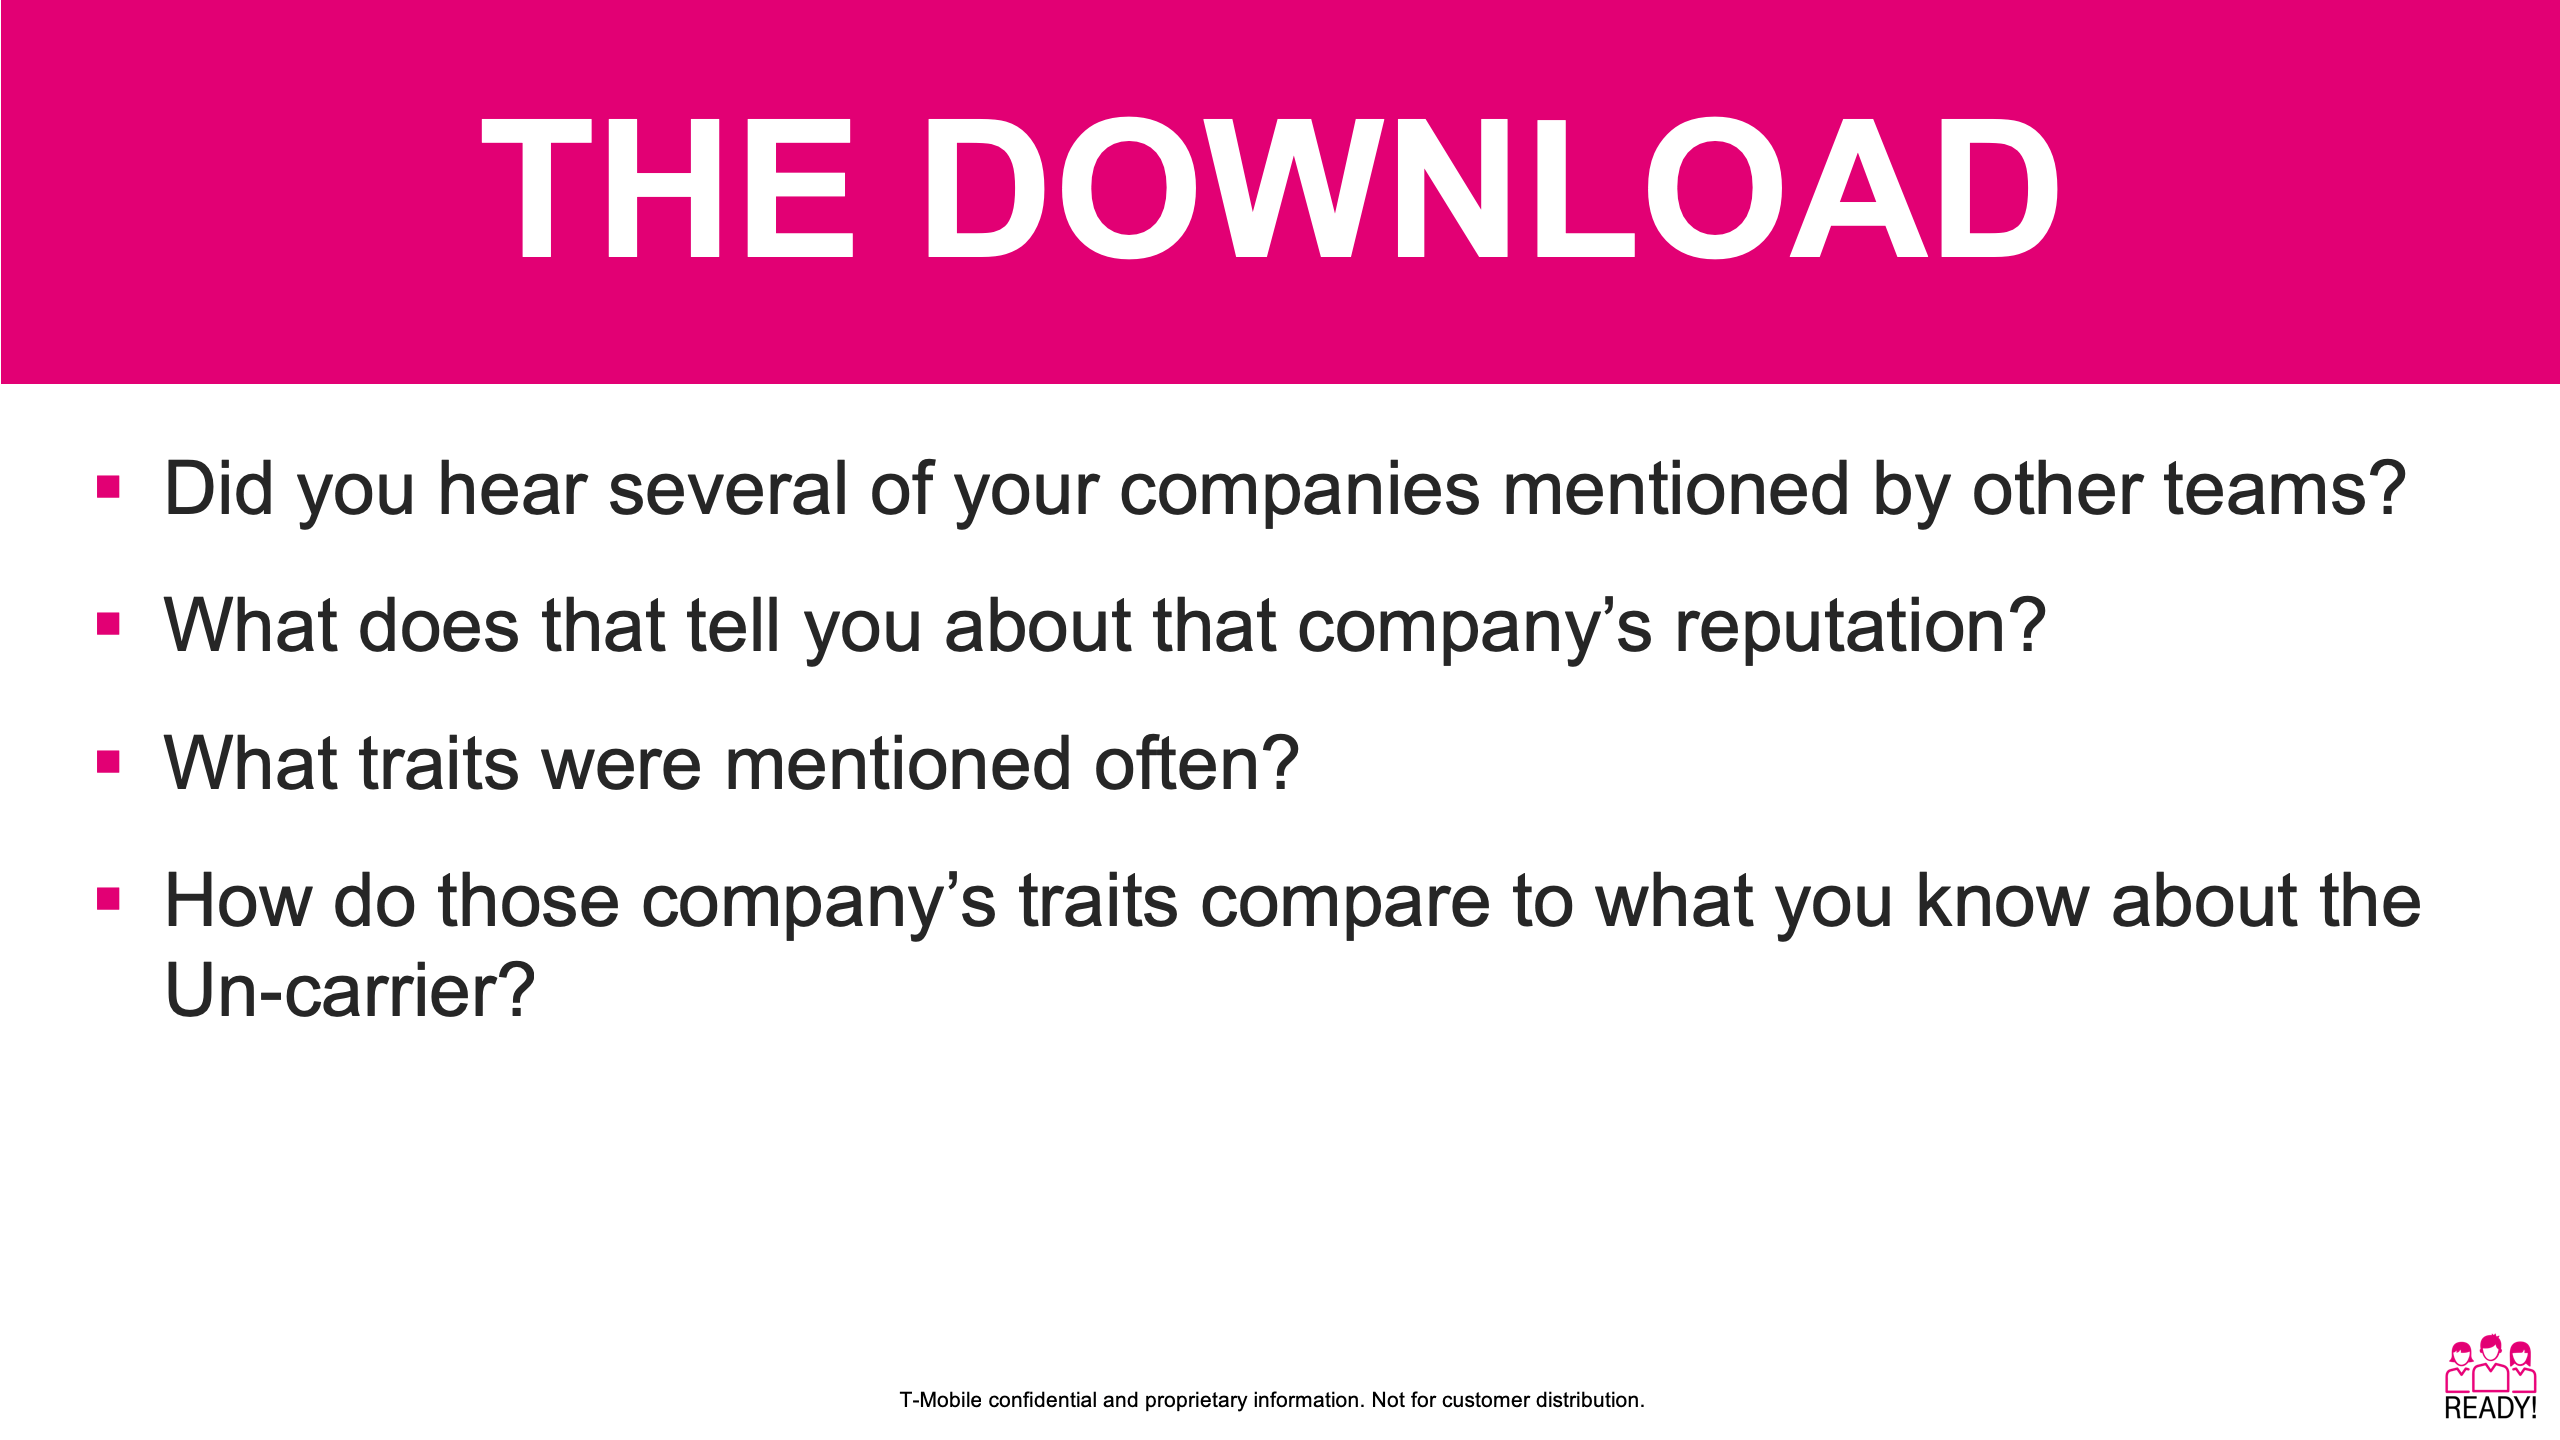 THE DOWNLOAD
▪ Did you hear several of your companies mentioned by other teams?
▪ What does that tell you about that company’s reputation?
▪ What traits were mentioned often?
▪ How do those company’s traits compare to what you know about the
Un-carrier?
T-Mobile confidential and proprietary information. Not for customer distribution.
READY!